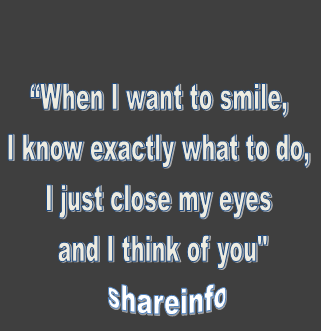 “When I want to smile,
I know exactly what to do,
I just close my eyes
and I think of you"
shareinfo